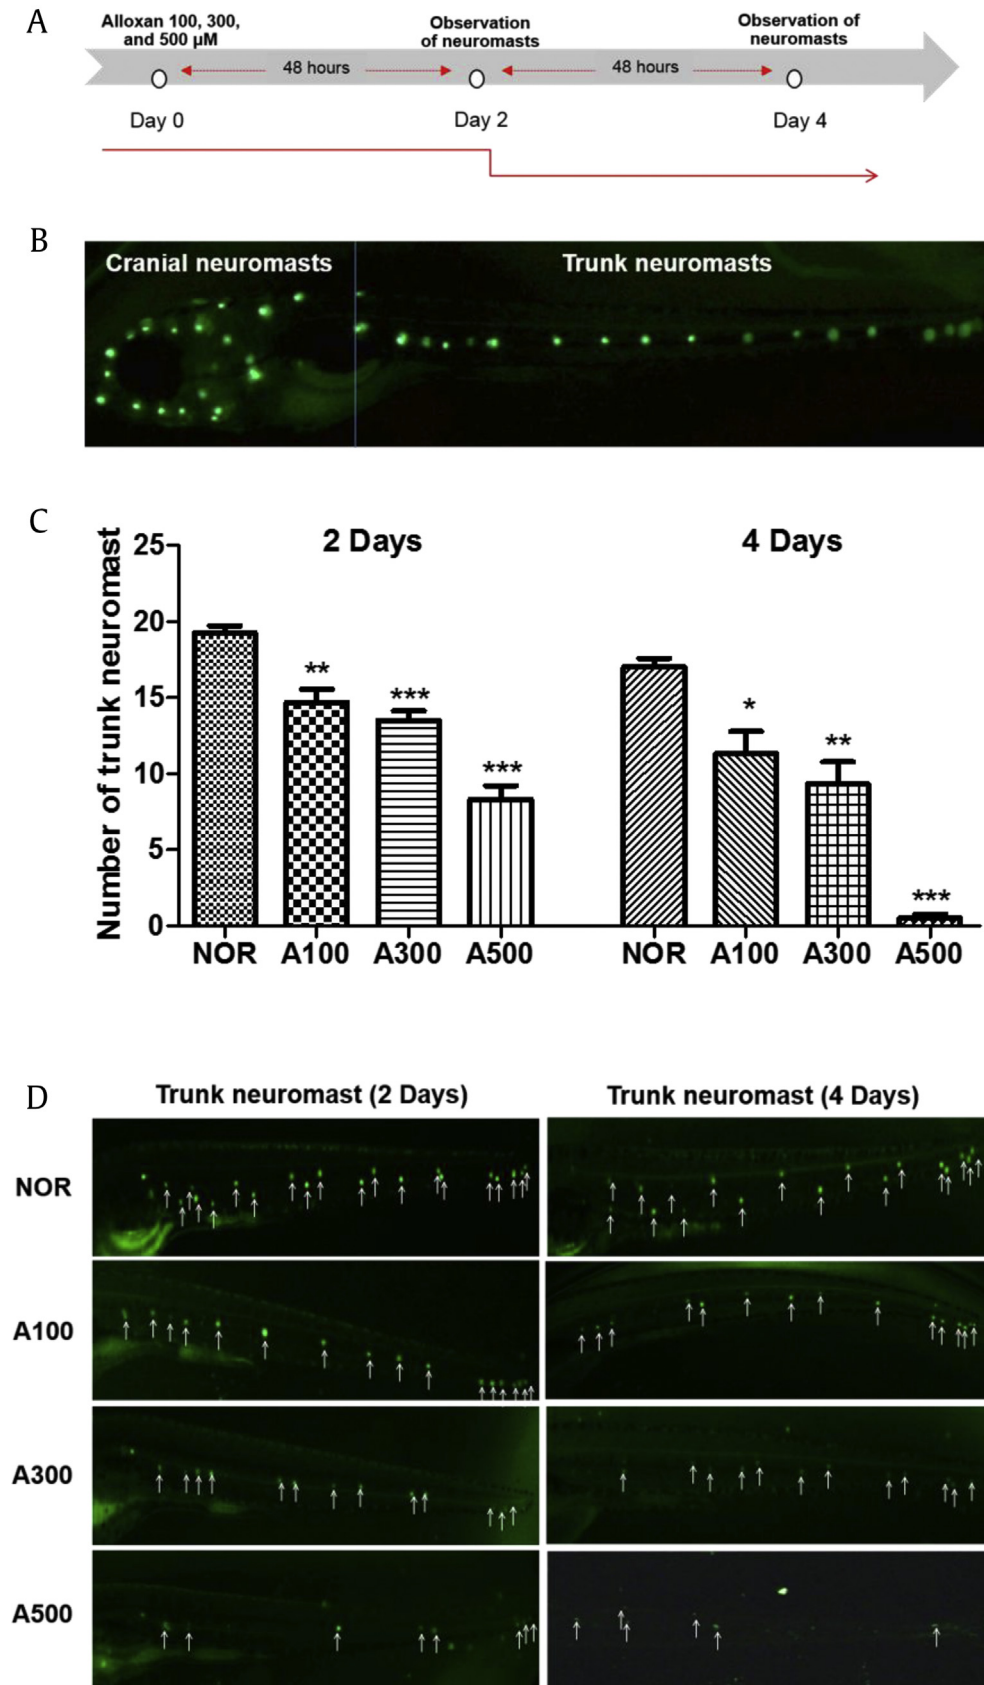 A
Alloxan 100, 300,
and 500 µM
Observation
of neuromasts
Observation of
neuromasts
48 hours
48 hours
Day 0
Day 2
Day 4
B
Cranial neuromasts
Trunk neuromasts
C
2 Days
4 Days
Number of trunk neuromast
25
20
15
10
5
0
**
***
***
*
**
***
NOR
A100
A300
A500
NOR
A100
A300
A500
D
Trunk neuromast (2 Days)
Trunk neuromast (4 Days)
NOR
A100
A300
A500